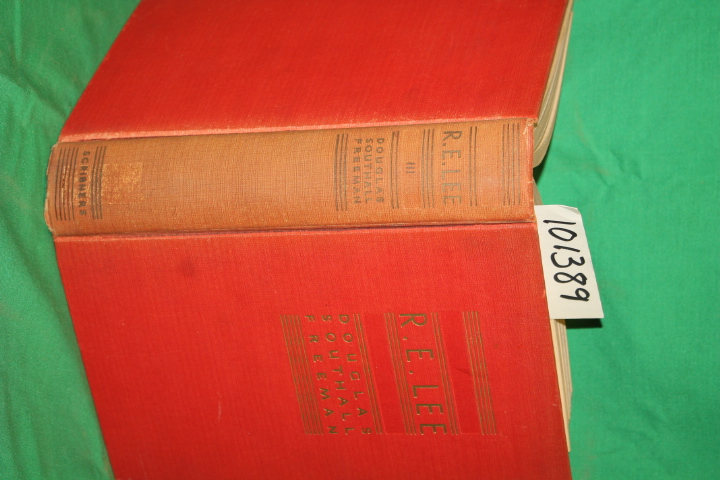 R.E. LEE
III
DOUGLAS
SOUTHALL
FREEMAN
SCRIBNERS
101389
R. E. LEE
DOUGLAS
SOUTHALL
FREEMAN